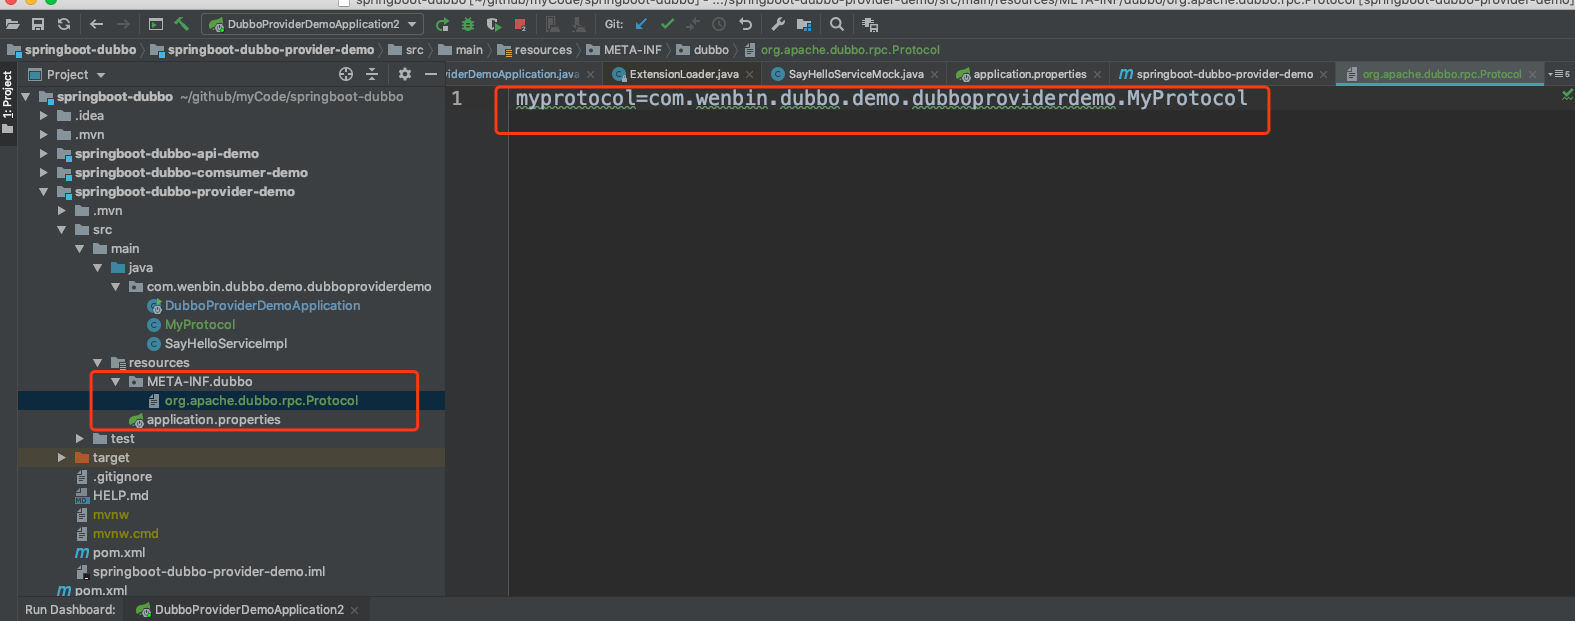 springboot-dubbo [~/github/myCode/springboot-dubbo] - .../springboot-dubbo-provider-demo/src/main/resources/META-INF/dubbo/org.apache.dubbo.rpc.Protocol [springboot-dubbo-provider-demo]
DubboProviderDemoApplication2 Git:
springboot-dubbo springboot-dubbo-provider-demo src main resources META-INF dubbo org.apache.dubbo.rpc.Protocol
1: Project
Project
viderDemoApplication.java ExtensionLoader.java SayHelloServiceMock.java application.properties springboot-dubbo-provider-demo org.apache.dubbo.rpc.Protocol 6
springboot-dubbo ~/github/myCode/springboot-dubbo
.idea
.mvn
springboot-dubbo-api-demo
springboot-dubbo-comsumer-demo
springboot-dubbo-provider-demo
.mvn
src
main
java
com.wenbin.dubbo.demo.dubboproviderdemo
DubboProviderDemoApplication
MyProtocol
SayHelloServiceImpl
resources
META-INF.dubbo
org.apache.dubbo.rpc.Protocol
application.properties
test
target
.gitignore
HELP.md
mvnw
mvnw.cmd
pom.xml
springboot-dubbo-provider-demo.iml
pom.xml
1 myprotocol=com.wenbin.dubbo.demo.dubboproviderdemo.MyProtocol
Run Dashboard: DubboProviderDemoApplication2